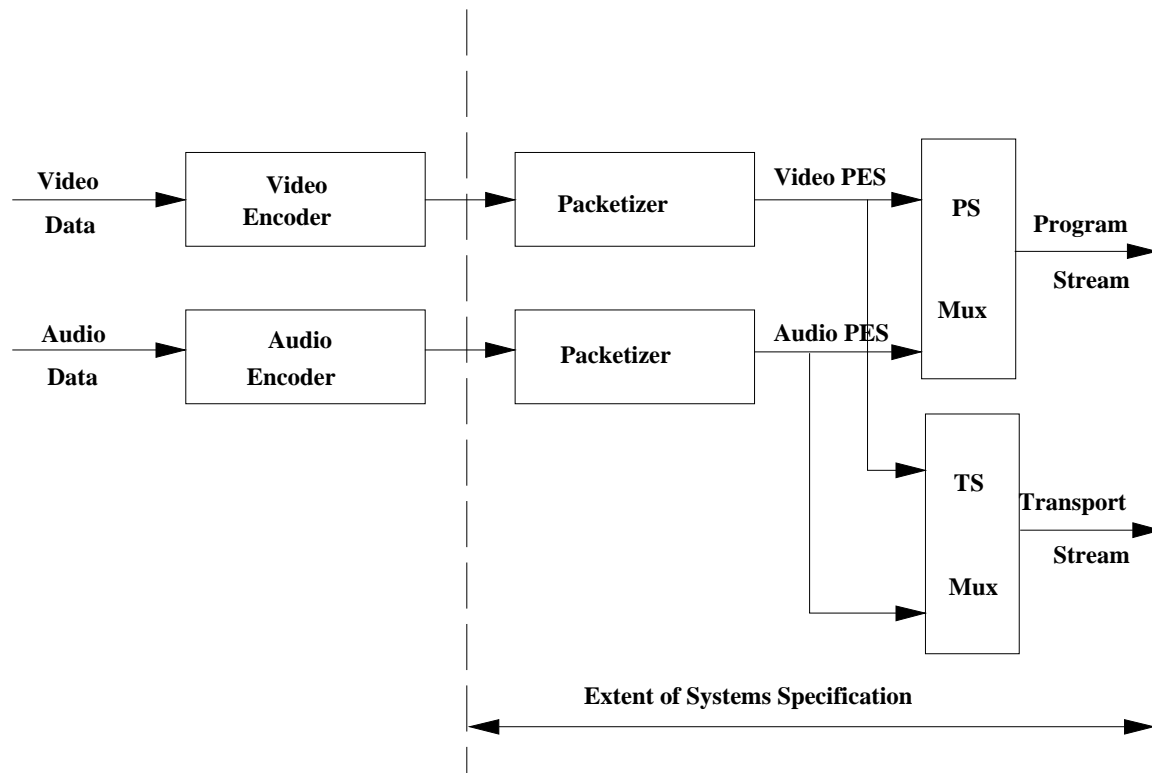 Video
Data
Video
Encoder
Packetizer
Video PES
PS
Mux
Program
Stream
Audio
Data
Audio
Encoder
Packetizer
Audio PES
TS
Mux
Transport
Stream
Extent of Systems Specification